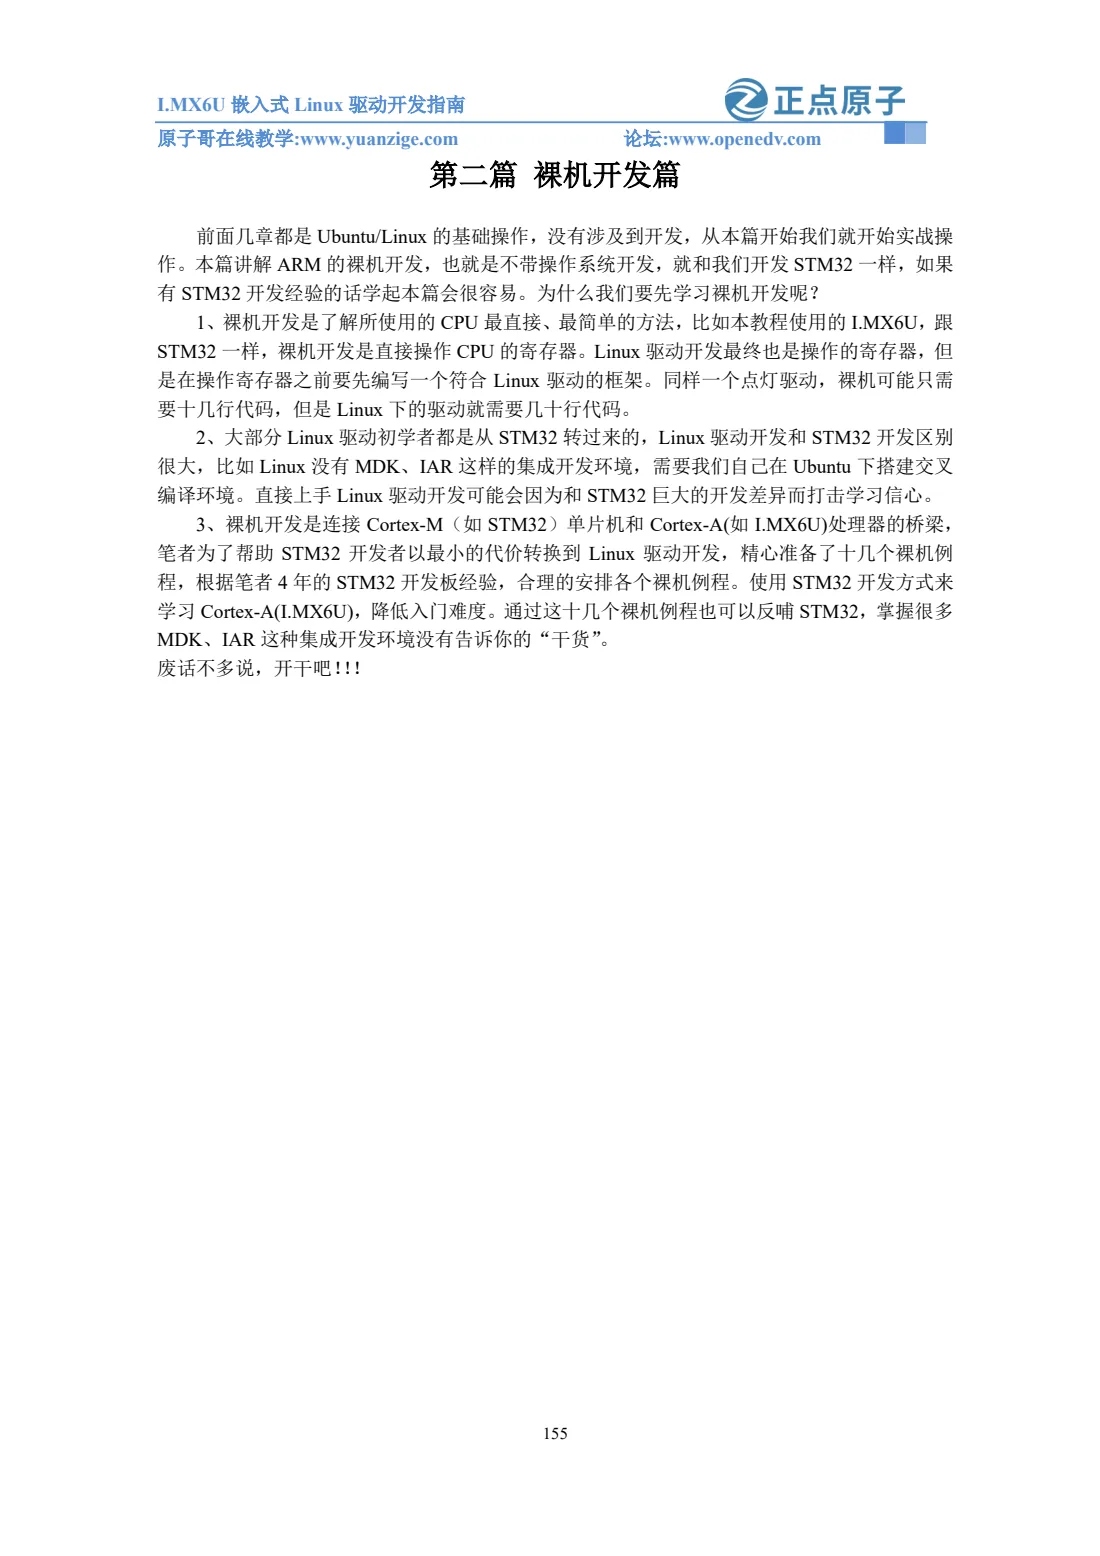 I.MX6U 嵌入式 Linux 驱动开发指南
正点原子
原子哥在线教学:www.yuanzige.com 论坛:www.openedv.com
第二篇 裸机开发篇
前面几章都是 Ubuntu/Linux 的基础操作，没有涉及到开发，从本篇开始我们就开始实战操
作。本篇讲解 ARM 的裸机开发，也就是不带操作系统开发，就和我们开发 STM32 一样，如果
有 STM32 开发经验的话学起本篇会很容易。为什么我们要先学习裸机开发呢？
1、裸机开发是了解所使用的 CPU 最直接、最简单的方法，比如本教程使用的 I.MX6U，跟
STM32 一样，裸机开发是直接操作 CPU 的寄存器。Linux 驱动开发最终也是操作的寄存器，但
是在操作寄存器之前要先编写一个符合 Linux 驱动的框架。同样一个点灯驱动，裸机可能只需
要十几行代码，但是 Linux 下的驱动就需要几十行代码。
2、大部分 Linux 驱动初学者都是从 STM32 转过来的，Linux 驱动开发和 STM32 开发区别
很大，比如 Linux 没有 MDK、IAR 这样的集成开发环境，需要我们自己在 Ubuntu 下搭建交叉
编译环境。直接上手 Linux 驱动开发可能会因为和 STM32 巨大的开发差异而打击学习信心。
3、裸机开发是连接 Cortex-M（如 STM32）单片机和 Cortex-A(如 I.MX6U)处理器的桥梁，
笔者为了帮助 STM32 开发者以最小的代价转换到 Linux 驱动开发，精心准备了十几个裸机例
程，根据笔者 4 年的 STM32 开发板经验，合理的安排各个裸机例程。使用 STM32 开发方式来
学习 Cortex-A(I.MX6U)，降低入门难度。通过这十几个裸机例程也可以反哺 STM32，掌握很多
MDK、IAR 这种集成开发环境没有告诉你的“干货”。
废话不多说，开干吧！！！
155